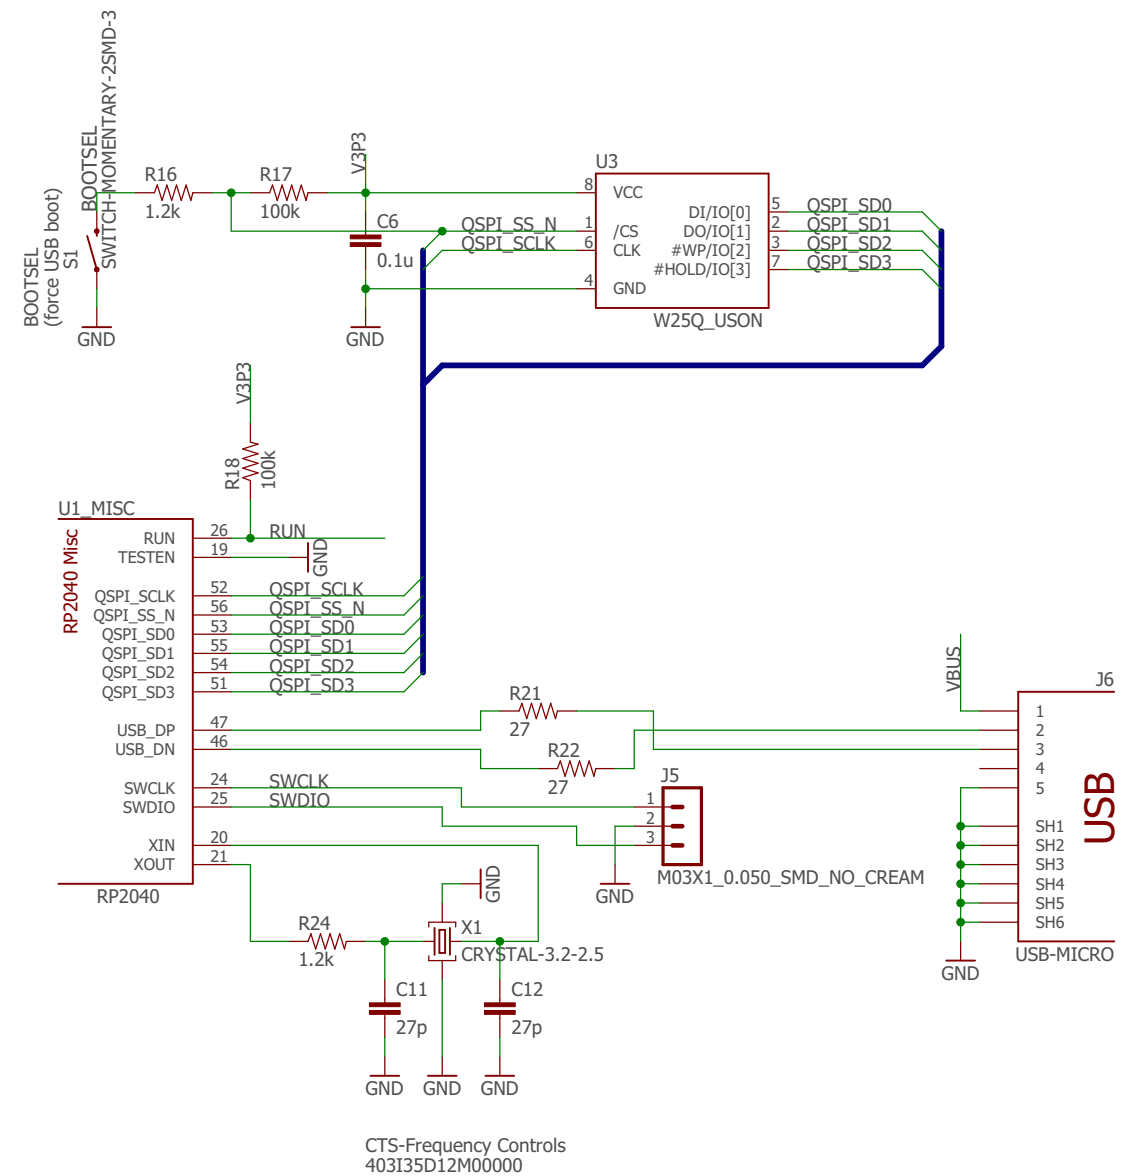 BOOTSEL
SWITCH-MOMENTARY-2SMD-3
BOOTSEL
(force USB boot)
S1
GND
R16
1.2k
R17
100k
V3P3
C6
0.1u
GND
QSPI_SS_N
QSPI_SCLK
U3
8 VCC
1 /CS
6 CLK
4 GND
DI/IO[0] 5 QSPI_SD0
DO/IO[1] 2 QSPI_SD1
#WP/IO[2] 3 QSPI_SD2
#HOLD/IO[3] 7 QSPI_SD3
W25Q_USON
V3P3
R18
100k
U1_MISC
RP2040 Misc
RUN 26 RUN
TESTEN 19 GND
QSPI_SCLK 52 QSPI_SCLK
QSPI_SS_N 56 QSPI_SS_N
QSPI_SD0 53 QSPI_SD0
QSPI_SD1 55 QSPI_SD1
QSPI_SD2 54 QSPI_SD2
QSPI_SD3 51 QSPI_SD3
USB_DP 47
USB_DN 46
SWCLK 24 SWCLK
SWDIO 25 SWDIO
XIN 20
XOUT 21
RP2040
R21
27
R22
27
J5
1
2
3
M03X1_0.050_SMD_NO_CREAM
GND
VBUS
J6
1
2
3
4
5
SH1
SH2
SH3
SH4
SH5
SH6
USB
USB-MICRO
GND
GND
R24
1.2k
X1
CRYSTAL-3.2-2.5
C11
27p
C12
27p
GND
GND
GND
CTS-Frequency Controls
403I35D12M00000